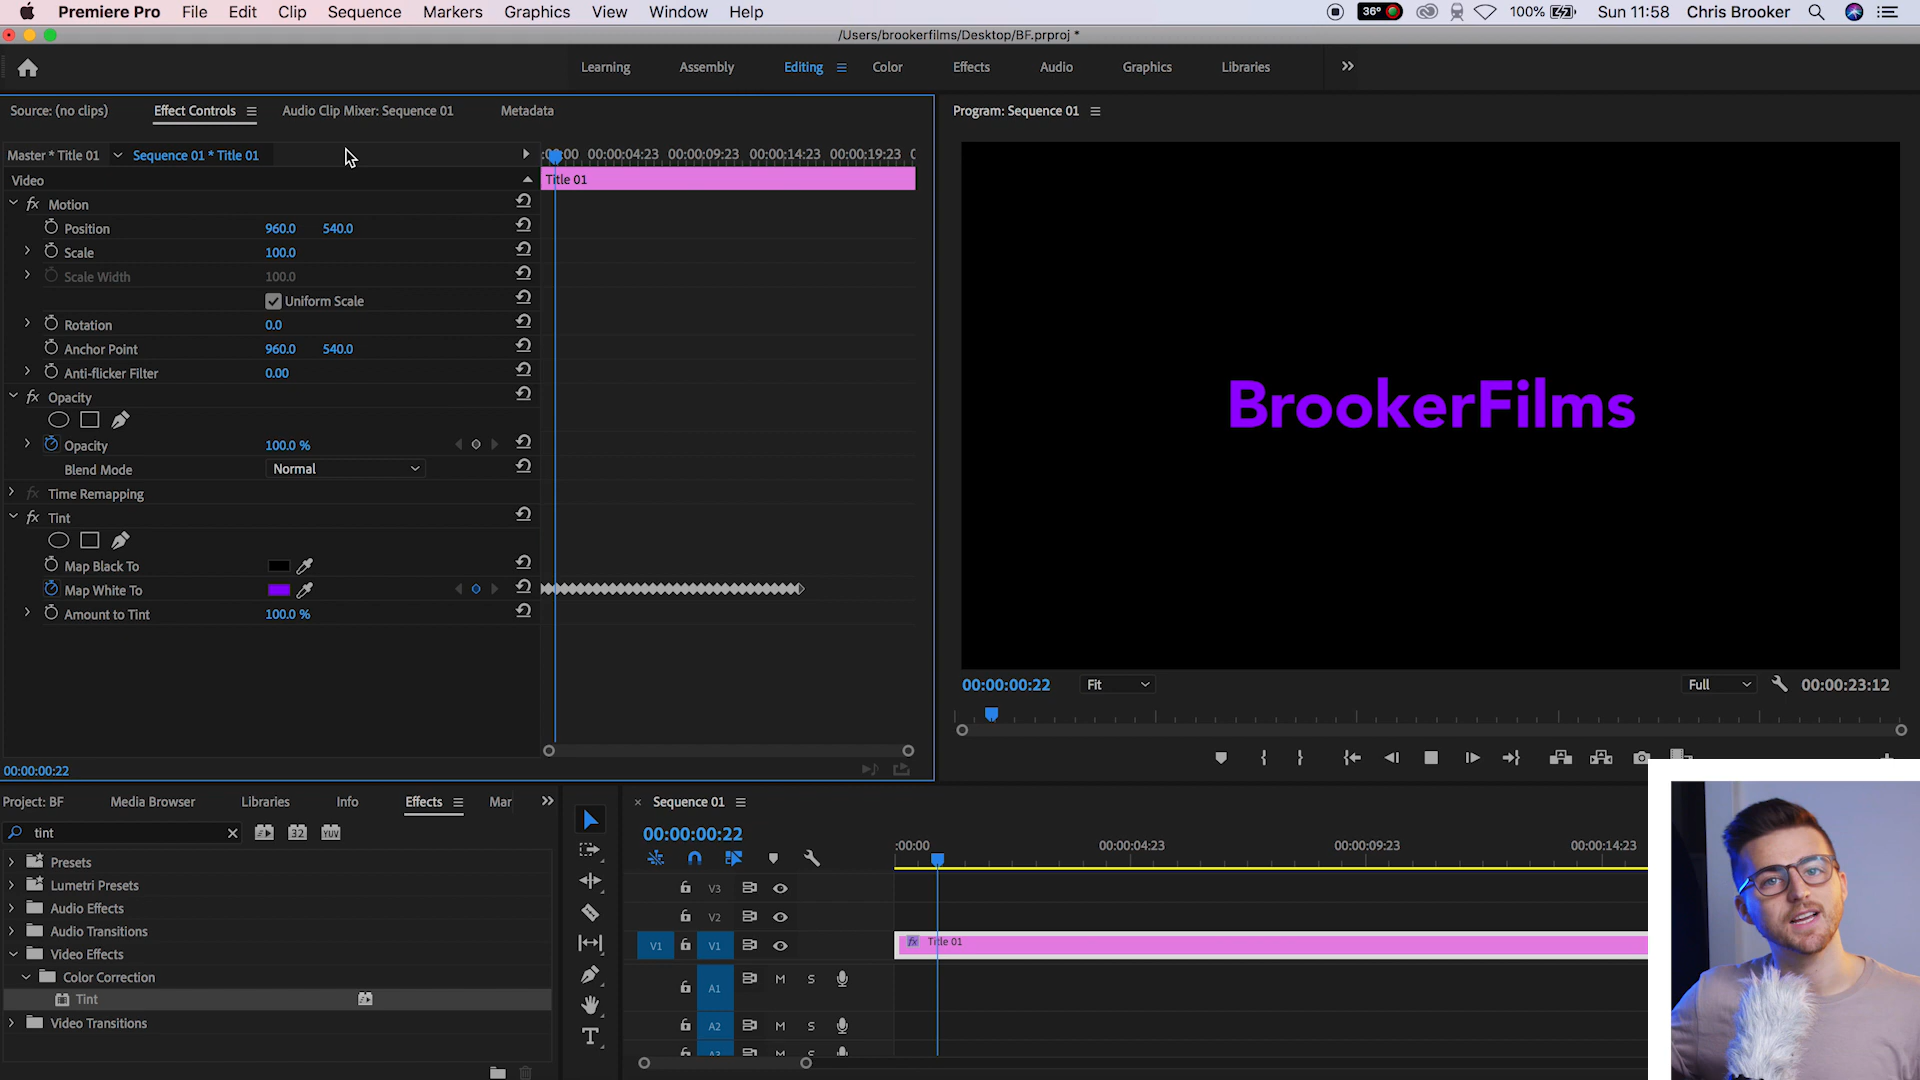 Premiere Pro File Edit Clip Sequence Markers Graphics View Window Help 36° 100% Sun 11:58 Chris Brooker
/Users/brookerfilms/Desktop/BF.prproj *
Learning Assembly Editing Color Effects Audio Graphics Libraries
Source: (no clips) Effect Controls Audio Clip Mixer: Sequence 01 Metadata
Program: Sequence 01
Master * Title 01 Sequence 01 * Title 01
:00:00 00:00:04:23 00:00:09:23 00:00:14:23 00:00:19:23
Video
Title 01
Motion
Position 960.0 540.0
Scale 100.0
Scale Width 100.0
Uniform Scale
Rotation 0.0
Anchor Point 960.0 540.0
Anti-flicker Filter 0.00
Opacity
Opacity 100.0 %
Blend Mode Normal
Time Remapping
Tint
Map Black To
Map White To
Amount to Tint 100.0 %
BrookerFilms
00:00:00:22 Fit Full 00:00:23:12
00:00:00:22
Project: BF Media Browser Libraries Info Effects Mar
tint 32 YUV
Presets
Lumetri Presets
Audio Effects
Audio Transitions
Video Effects
Color Correction
Tint
Video Transitions
Sequence 01
00:00:00:22
:00:00 00:00:04:23 00:00:09:23 00:00:14:23
V3
V2
V1 V1 fx Title 01
A1 M S
A2 M S